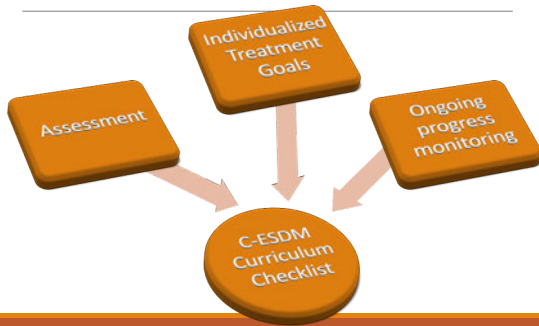 Individualized
Treatment
Goals
Assessment
Ongoing
progress
monitoring
C-ESDM
Curriculum
Checklist